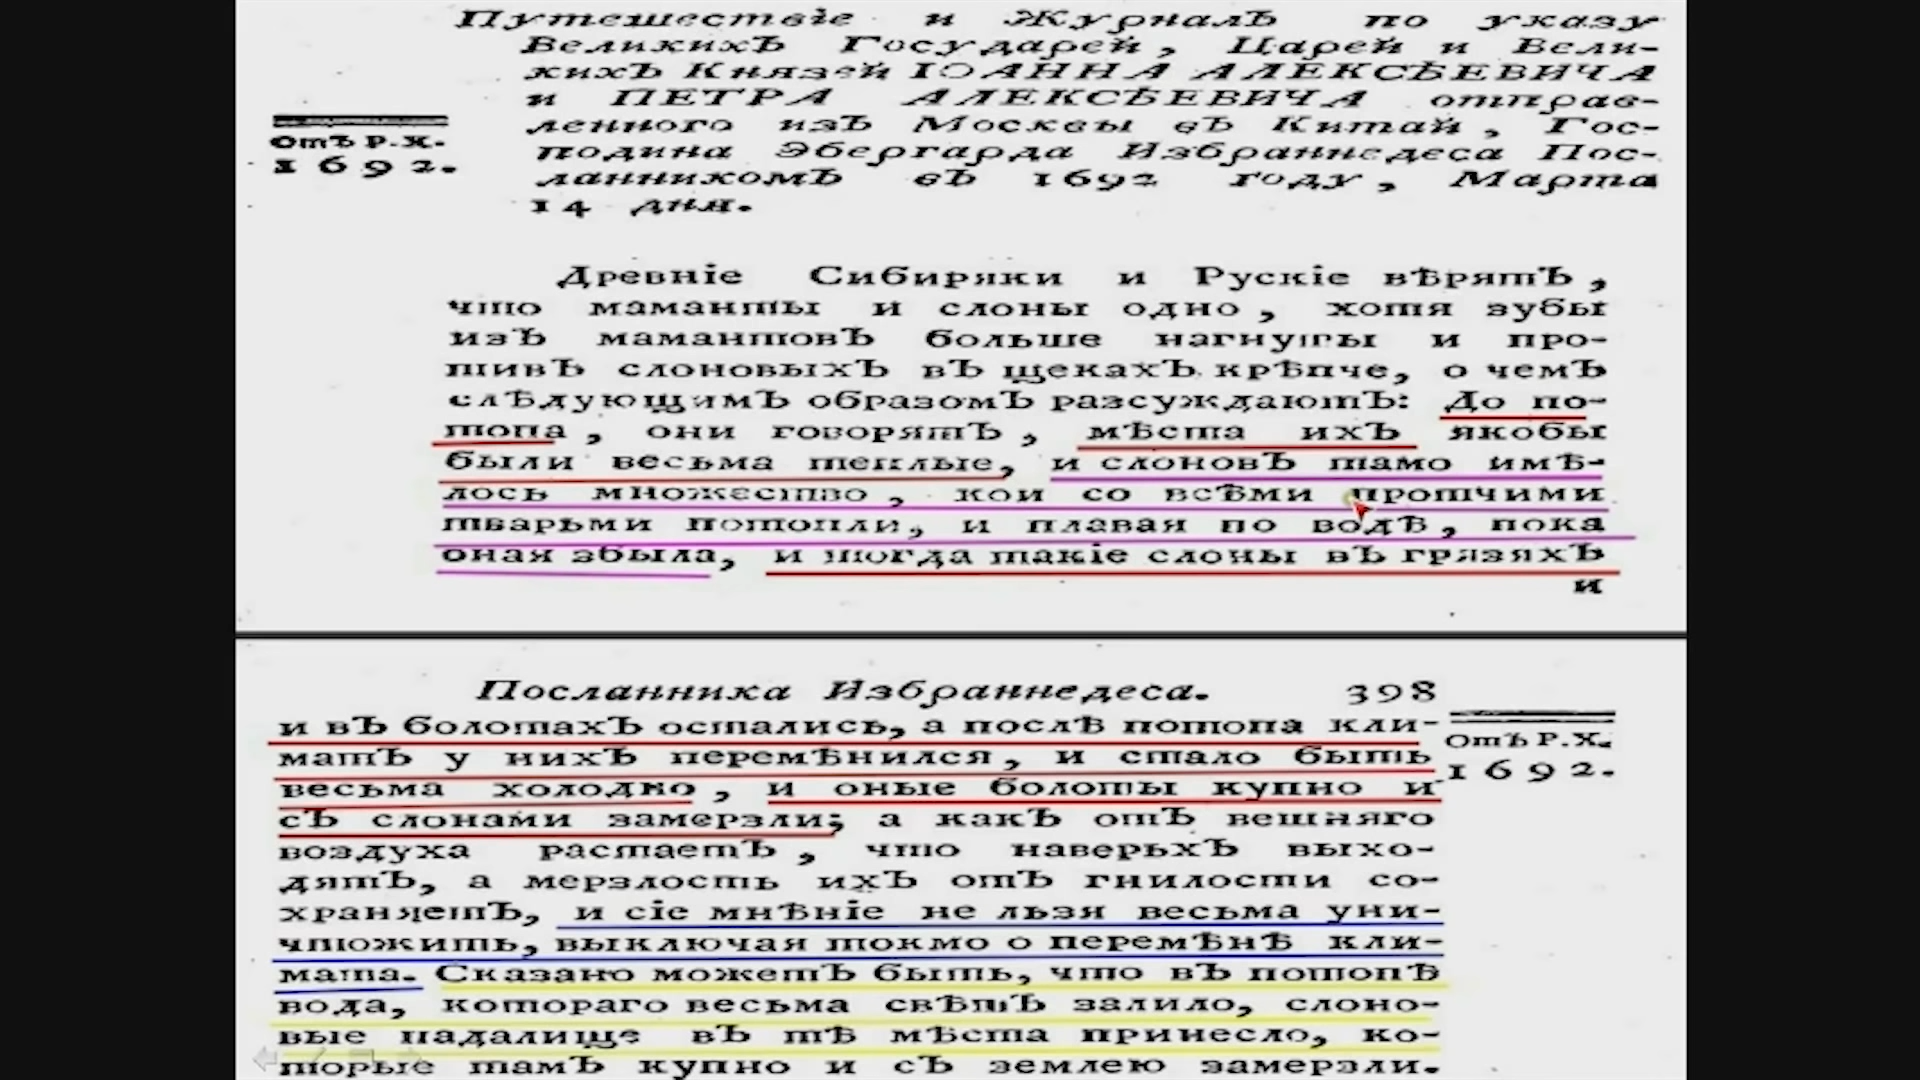 Путешествіе и Журналъ по указу
Великихъ Государей, Царей и Вели-
кихъ Князей ІОАННА АЛЕКСѢЕВИЧА
и ПЕТРА АЛЕКСѢЕВИЧА отправ-
ленного изъ Москвы въ Китай, Гос-
подина Эбергарда Избраннедеса Пос-
ланникомъ въ 1692 году, Марта
14 дня.
Отъ Р. Х.
1692.
Древніе Сибиряки и Рускіе вѣрятъ,
что маманты и слоны одно, хотя зубы
изъ мамантовъ больше нагнуты и про-
тивъ слоновыхъ въ щекахъ крѣпче, о чемъ
слѣдующимъ образомъ разсуждаютъ: До по-
топа, они говорятъ, мѣста ихъ якобы
были весьма теплые, и слоновъ тамо имѣ-
лось множество, кои со всѣми протчими
тварьми потопли, и плавая по водѣ, пока
оная збыла, и тогда такіе слоны въ грязяхъ
и
Посланника Избраннедеса. 398
и въ болотахъ остались, а послѣ потопа кли-
матъ у нихъ перемѣнился, и стало быть
весьма холодно, и оные болоты купно и
съ слонами замерзли; а какъ отъ вешняго
воздуха растаетъ, что наверьхъ выхо-
дятъ, а мерзлость ихъ отъ гнилости со-
храняетъ, и сіе мнѣніе не льзя весьма уни-
чтожить, выключая токмо о перемѣнѣ кли-
мата. Сказано можетъ быть, что въ потопѣ
вода, котораго весьма свѣтъ залило, слоно-
вые падалище въ тѣ мѣста принесло, ко-
торые тамъ купно и съ землею замерзли.
Отъ Р. Х.
1692.